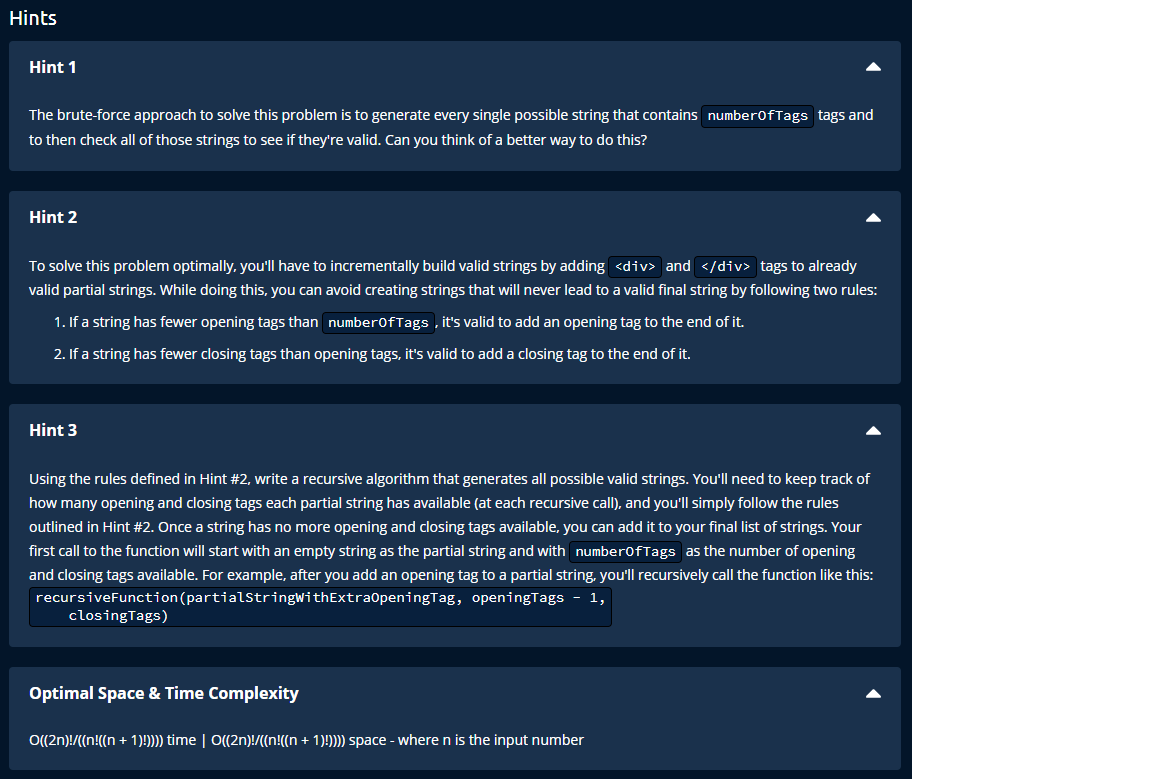 Hints
Hint 1
The brute-force approach to solve this problem is to generate every single possible string that contains numberOfTags tags and
to then check all of those strings to see if they're valid. Can you think of a better way to do this?
Hint 2
To solve this problem optimally, you'll have to incrementally build valid strings by adding <div> and </div> tags to already
valid partial strings. While doing this, you can avoid creating strings that will never lead to a valid final string by following two rules:
1. If a string has fewer opening tags than numberOfTags, it's valid to add an opening tag to the end of it.
2. If a string has fewer closing tags than opening tags, it's valid to add a closing tag to the end of it.
Hint 3
Using the rules defined in Hint #2, write a recursive algorithm that generates all possible valid strings. You'll need to keep track of
how many opening and closing tags each partial string has available (at each recursive call), and you'll simply follow the rules
outlined in Hint #2. Once a string has no more opening and closing tags available, you can add it to your final list of strings. Your
first call to the function will start with an empty string as the partial string and with numberOfTags as the number of opening
and closing tags available. For example, after you add an opening tag to a partial string, you'll recursively call the function like this:
recursiveFunction(partialStringWithExtraOpeningTag, openingTags - 1,
closingTags)
Optimal Space & Time Complexity
O((2n)!/((n!((n + 1)!)))) time | O((2n)!/((n!((n + 1)!)))) space - where n is the input number